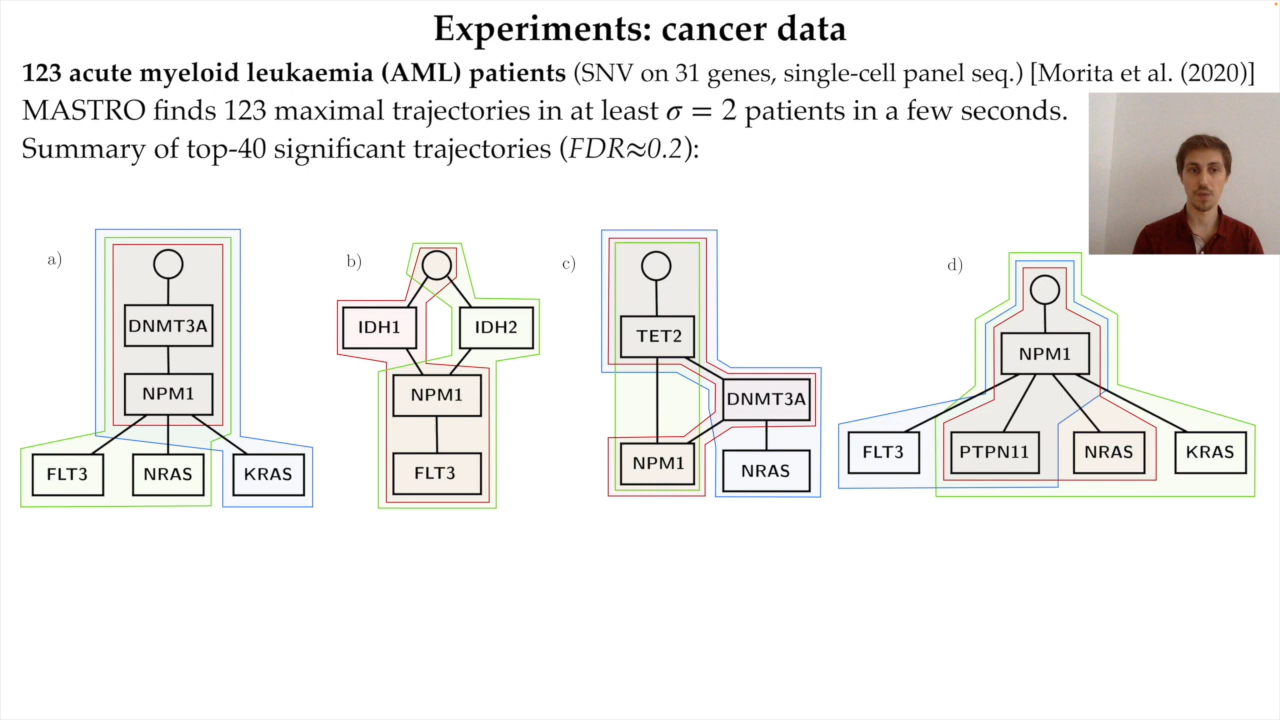 Experiments: cancer data
123 acute myeloid leukaemia (AML) patients (SNV on 31 genes, single-cell panel seq.) [Morita et al. (2020)]
MASTRO finds 123 maximal trajectories in at least σ = 2 patients in a few seconds.
Summary of top-40 significant trajectories (FDR≈0.2):
a)
DNMT3A
NPM1
FLT3 NRAS KRAS
b)
IDH1 IDH2
NPM1
FLT3
c)
TET2
DNMT3A
NPM1 NRAS
d)
NPM1
FLT3 PTPN11 NRAS KRAS